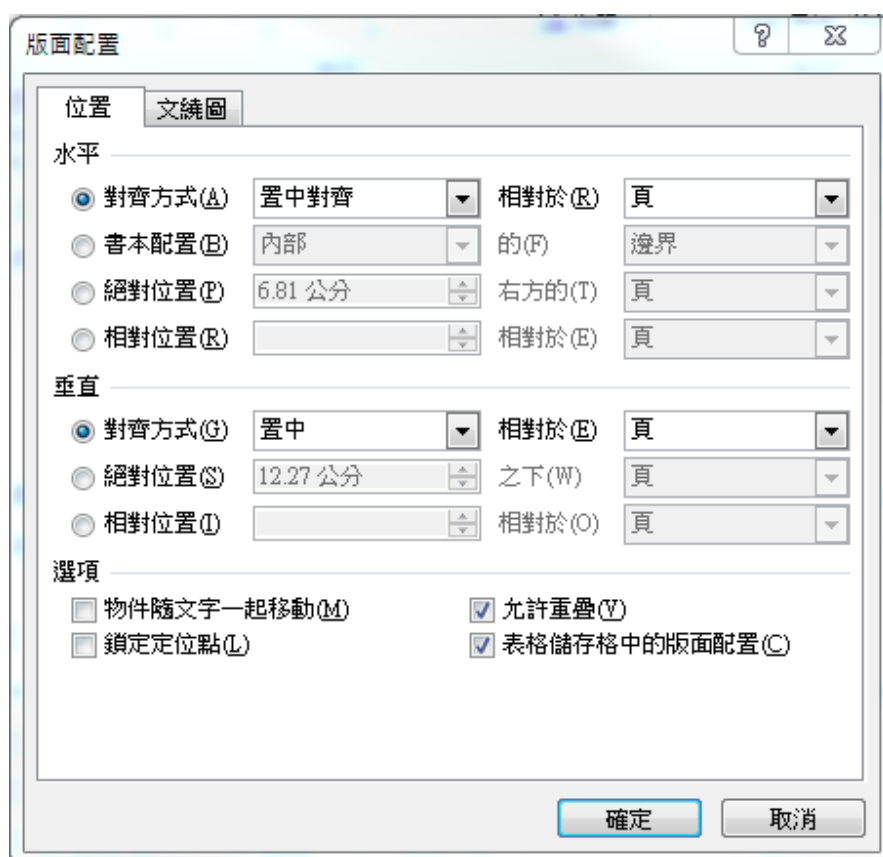 版面配置
位置 文繞圖
水平
對齊方式(A) 置中對齊 相對於(R) 頁
書本配置(B) 內部 的(F) 邊界
絕對位置(P) 6.81 公分 右方的(T) 頁
相對位置(R) 相對於(E) 頁
垂直
對齊方式(G) 置中 相對於(E) 頁
絕對位置(S) 12.27 公分 之下(W) 頁
相對位置(I) 相對於(O) 頁
選項
物件隨文字一起移動(M) 允許重疊(V)
鎖定定位點(L) 表格儲存格中的版面配置(C)
確定 取消